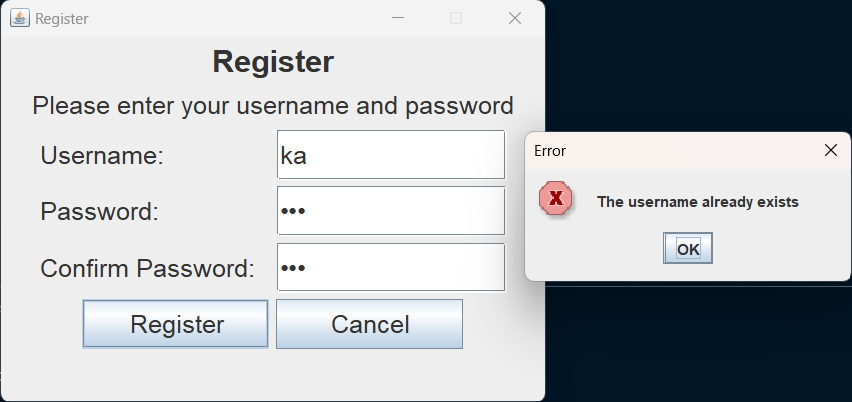 Register
Register
Please enter your username and password
Username: ka
Password: •••
Confirm Password: •••
Register Cancel
Error
The username already exists
OK